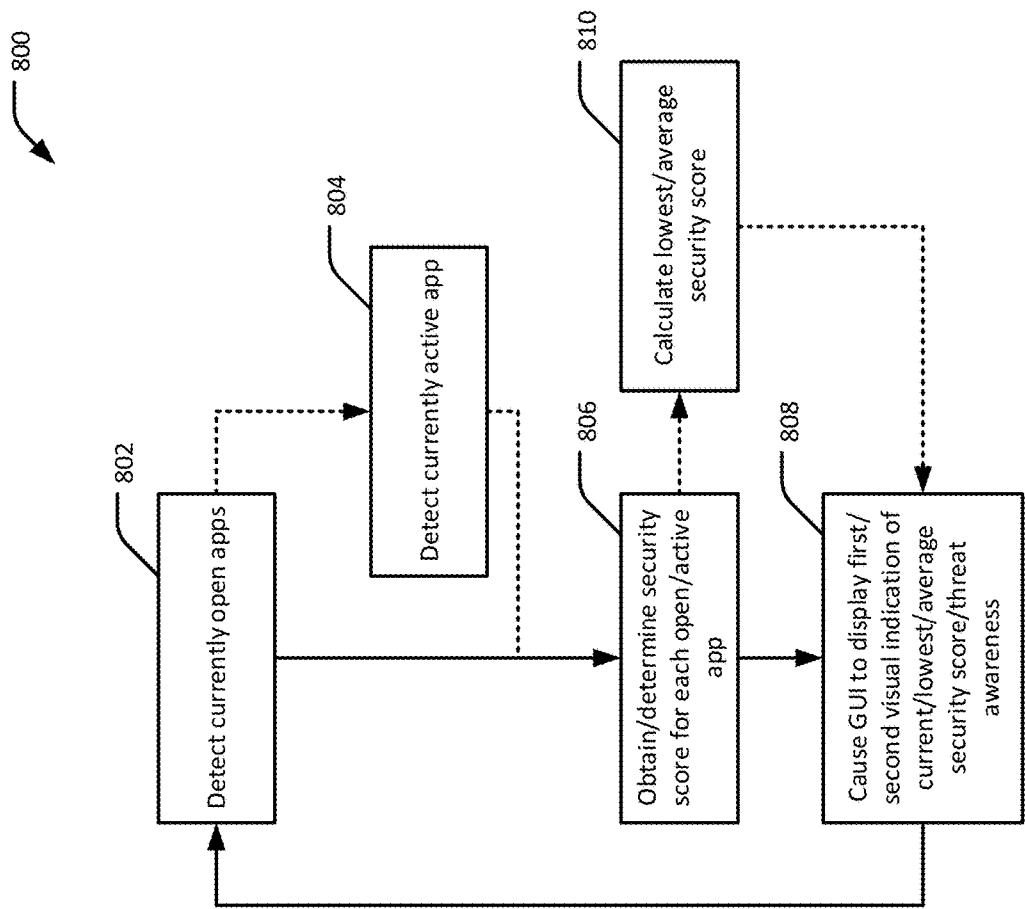 800
802
Detect currently open apps
804
Detect currently active app
806
Obtain/determine security
score for each open/active
app
810
Calculate lowest/average
security score
808
Cause GUI to display first/
second visual indication of
current/lowest/average
security score/threat
awareness